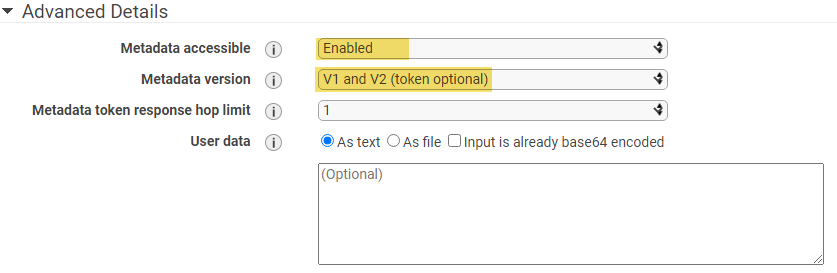 Advanced Details
Metadata accessible i Enabled
Metadata version i V1 and V2 (token optional)
Metadata token response hop limit i 1
User data i As text As file Input is already base64 encoded
(Optional)